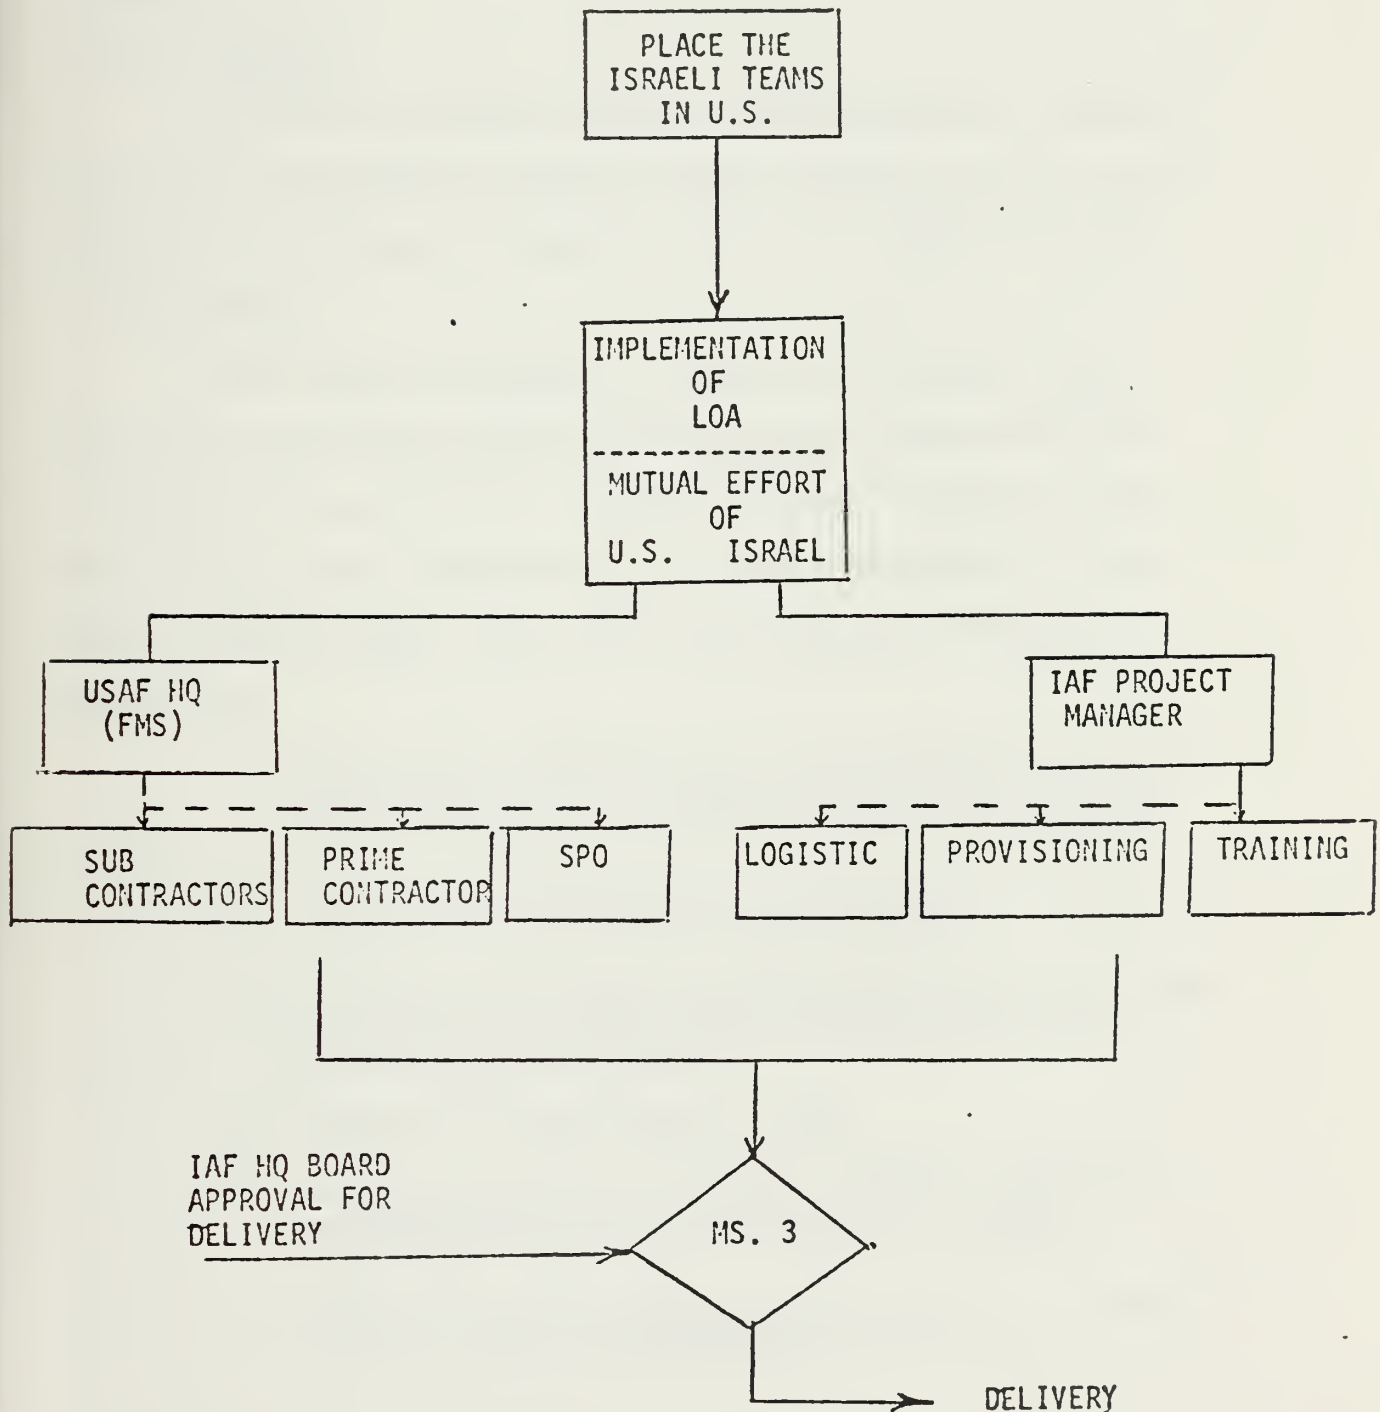 PLACE THE
ISRAELI TEAMS
IN U.S.
IMPLEMENTATION
OF
LOA
MUTUAL EFFORT
OF
U.S. ISRAEL
USAF HQ
(FMS)
IAF PROJECT
MANAGER
SUB
CONTRACTORS
PRIME
CONTRACTOR
SPO
LOGISTIC
PROVISIONING
TRAINING
IAF HQ BOARD
APPROVAL FOR
DELIVERY
MS. 3
DELIVERY